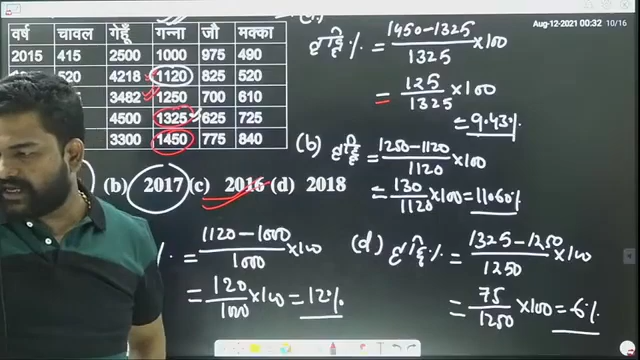 Aug-12-2021 00:32 10/16
वर्ष चावल गेहूँ गन्ना जौ मक्का
2015 415 2500 1000 975 490
520 4218 1120 825 520
3482 1250 700 610
4500 1325 625 725
3300 1450 775 840
(b) 2017 (c) 2016 (d) 2018
वृद्धि % = 1450-1325 / 1325 ×100
= 125 / 1325 ×100
= 9.43%
(b) वृद्धि = 1250-1120 / 1120 ×100
= 130 / 1120 ×100 = 11.60%
% = 1120-1000 / 1000 ×100
= 120 / 100 ×100 = 12%
(d) वृद्धि % = 1325-1250 / 1250 ×100
= 75 / 1250 ×100 = 6%